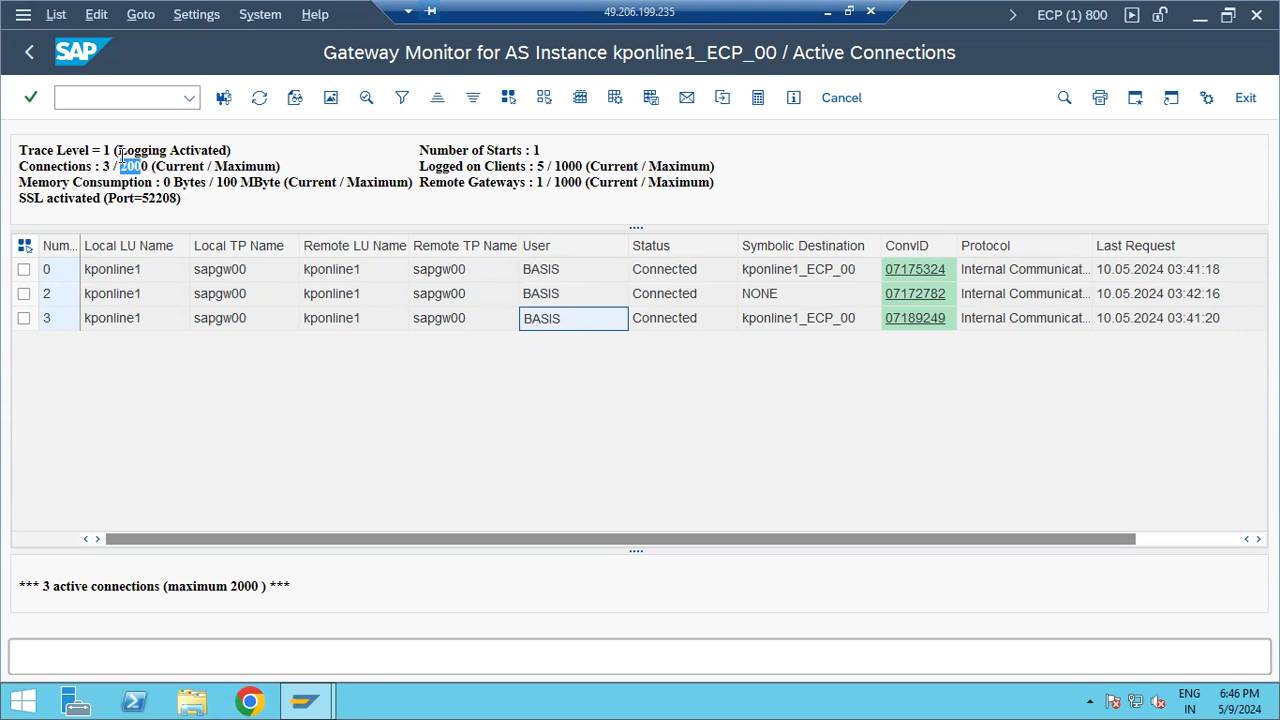 List Edit Goto Settings System Help 49.206.199.235 ECP (1) 800
SAP Gateway Monitor for AS Instance kponline1_ECP_00 / Active Connections
Cancel Exit
Trace Level = 1 (Logging Activated) Number of Starts : 1
Connections : 3 / 2000 (Current / Maximum) Logged on Clients : 5 / 1000 (Current / Maximum)
Memory Consumption : 0 Bytes / 100 MByte (Current / Maximum) Remote Gateways : 1 / 1000 (Current / Maximum)
SSL activated (Port=52208)
Num... Local LU Name Local TP Name Remote LU Name Remote TP Name User Status Symbolic Destination ConvID Protocol Last Request
0 kponline1 sapgw00 kponline1 sapgw00 BASIS Connected kponline1_ECP_00 07175324 Internal Communicat... 10.05.2024 03:41:18
2 kponline1 sapgw00 kponline1 sapgw00 BASIS Connected NONE 07172782 Internal Communicat... 10.05.2024 03:42:16
3 kponline1 sapgw00 kponline1 sapgw00 BASIS Connected kponline1_ECP_00 07189249 Internal Communicat... 10.05.2024 03:41:20
*** 3 active connections (maximum 2000 ) ***
ENG 6:46 PM
IN 5/9/2024